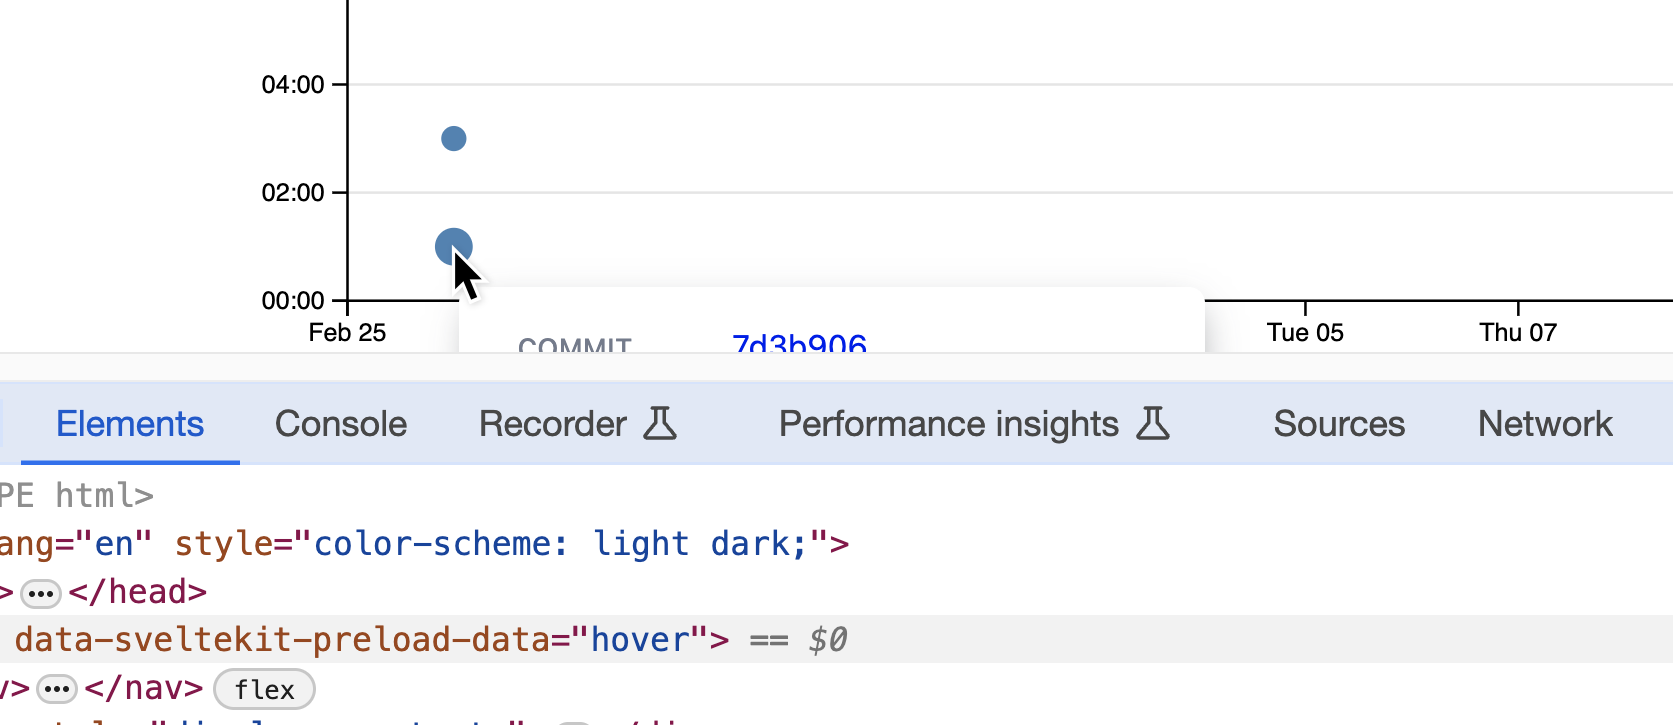 04:00
02:00
00:00
Feb 25
Tue 05
Thu 07
COMMIT 7d3b906
Elements Console Recorder Performance insights Sources Network
PE html>
ang="en" style="color-scheme: light dark;">
>•••</head>
data-sveltekit-preload-data="hover"> == $0
v>•••</nav> flex